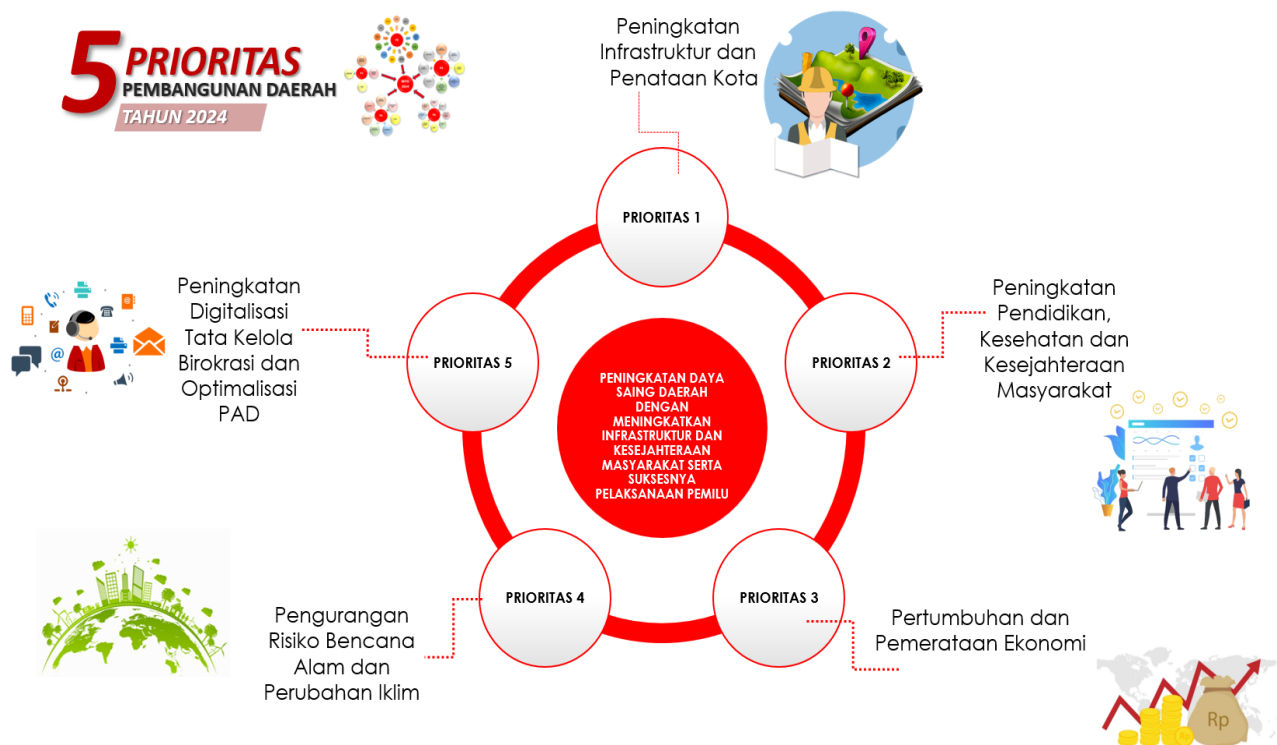 5 PRIORITAS
PEMBANGUNAN DAERAH
TAHUN 2024
Peningkatan
Infrastruktur dan
Penataan Kota
PRIORITAS 1
Peningkatan
Pendidikan,
Kesehatan dan
Kesejahteraan
Masyarakat
PRIORITAS 2
Pertumbuhan dan
Pemerataan Ekonomi
PRIORITAS 3
Rp
Rp
Pengurangan
Risiko Bencana
Alam dan
Perubahan Iklim
PRIORITAS 4
Peningkatan
Digitalisasi
Tata Kelola
Birokrasi dan
Optimalisasi
PAD
PRIORITAS 5
@
PENINGKATAN DAYA
SAING DAERAH
DENGAN
MENINGKATKAN
INFRASTRUKTUR DAN
KESEJAHTERAAN
MASYARAKAT SERTA
SUKSESNYA
PELAKSANAAN PEMILU